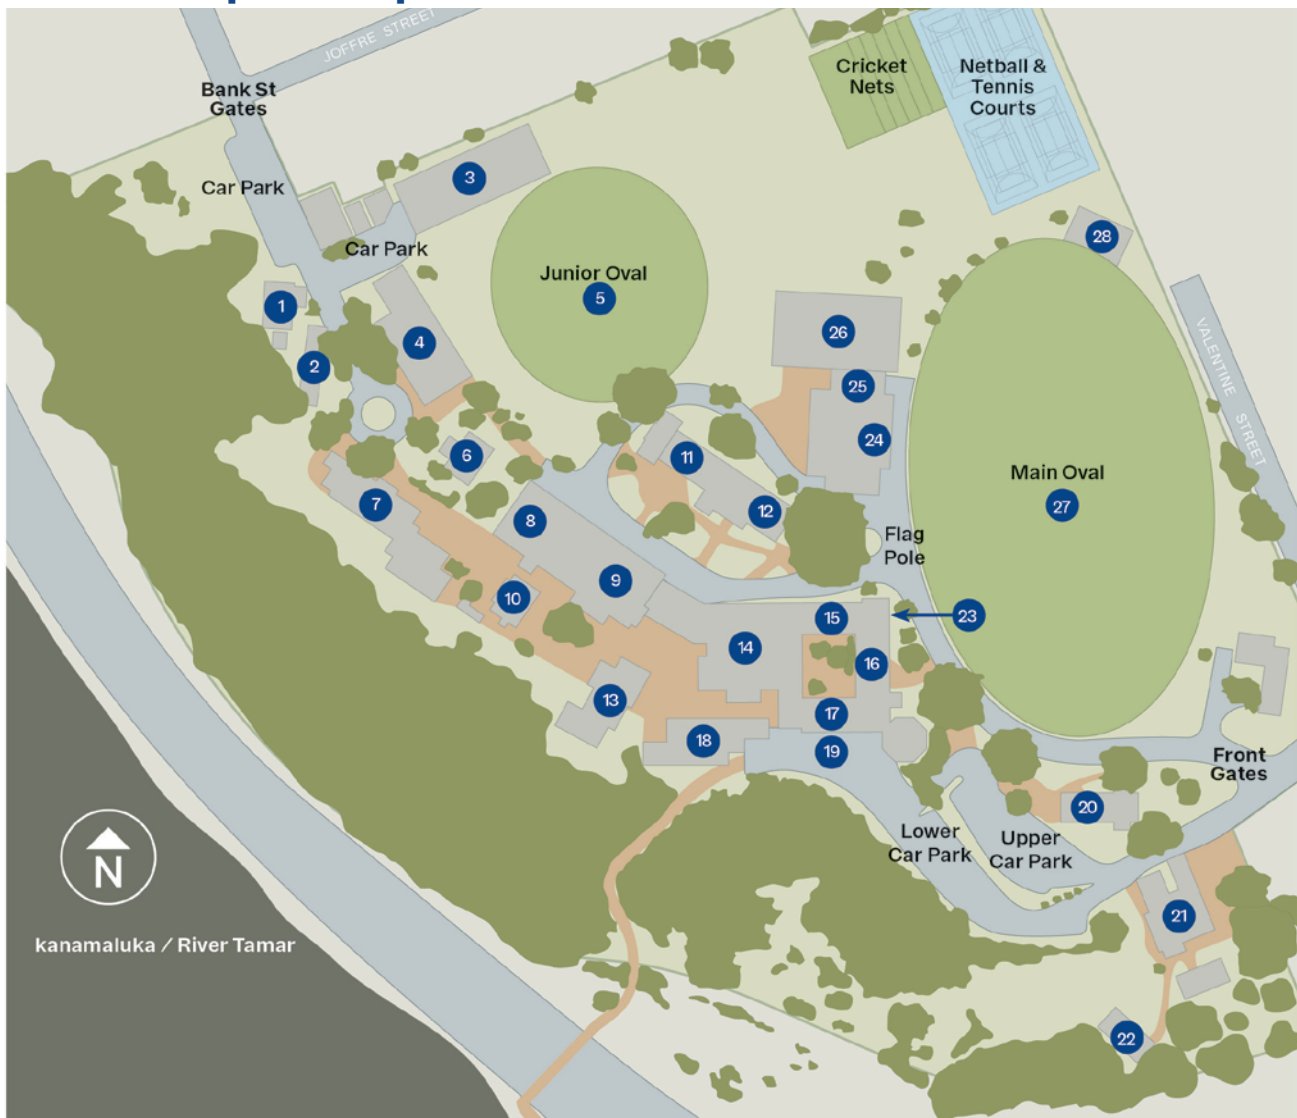 JOFFRE STREET
Bank St
Gates
Cricket
Nets
Netball &
Tennis
Courts
Car Park
3
Car Park
28
Junior Oval
5
1
26
VALENTINE STREET
4
2
25
24
6
11
Main Oval
27
7
12
8
Flag
Pole
9
10
15
23
14
16
13
17
18
19
Front
Gates
20
Lower
Car Park
Upper
Car Park
N
21
kanamaluka / River Tamar
22